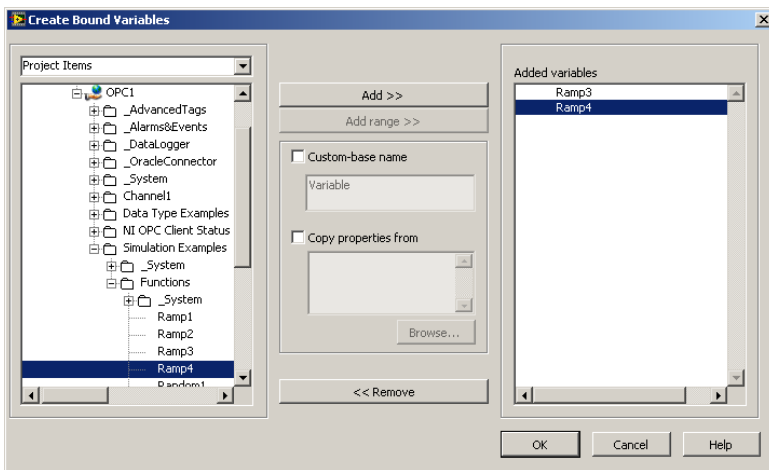 Create Bound Variables
Project Items
OPC1
_AdvancedTags
_Alarms&Events
_DataLogger
_OracleConnector
_System
Channel1
Data Type Examples
NI OPC Client Status
Simulation Examples
_System
Functions
_System
Ramp1
Ramp2
Ramp3
Ramp4
Random1
Add >>
Add range >>
Custom-base name
Variable
Copy properties from
Browse...
<< Remove
Added variables
Ramp3
Ramp4
OK
Cancel
Help